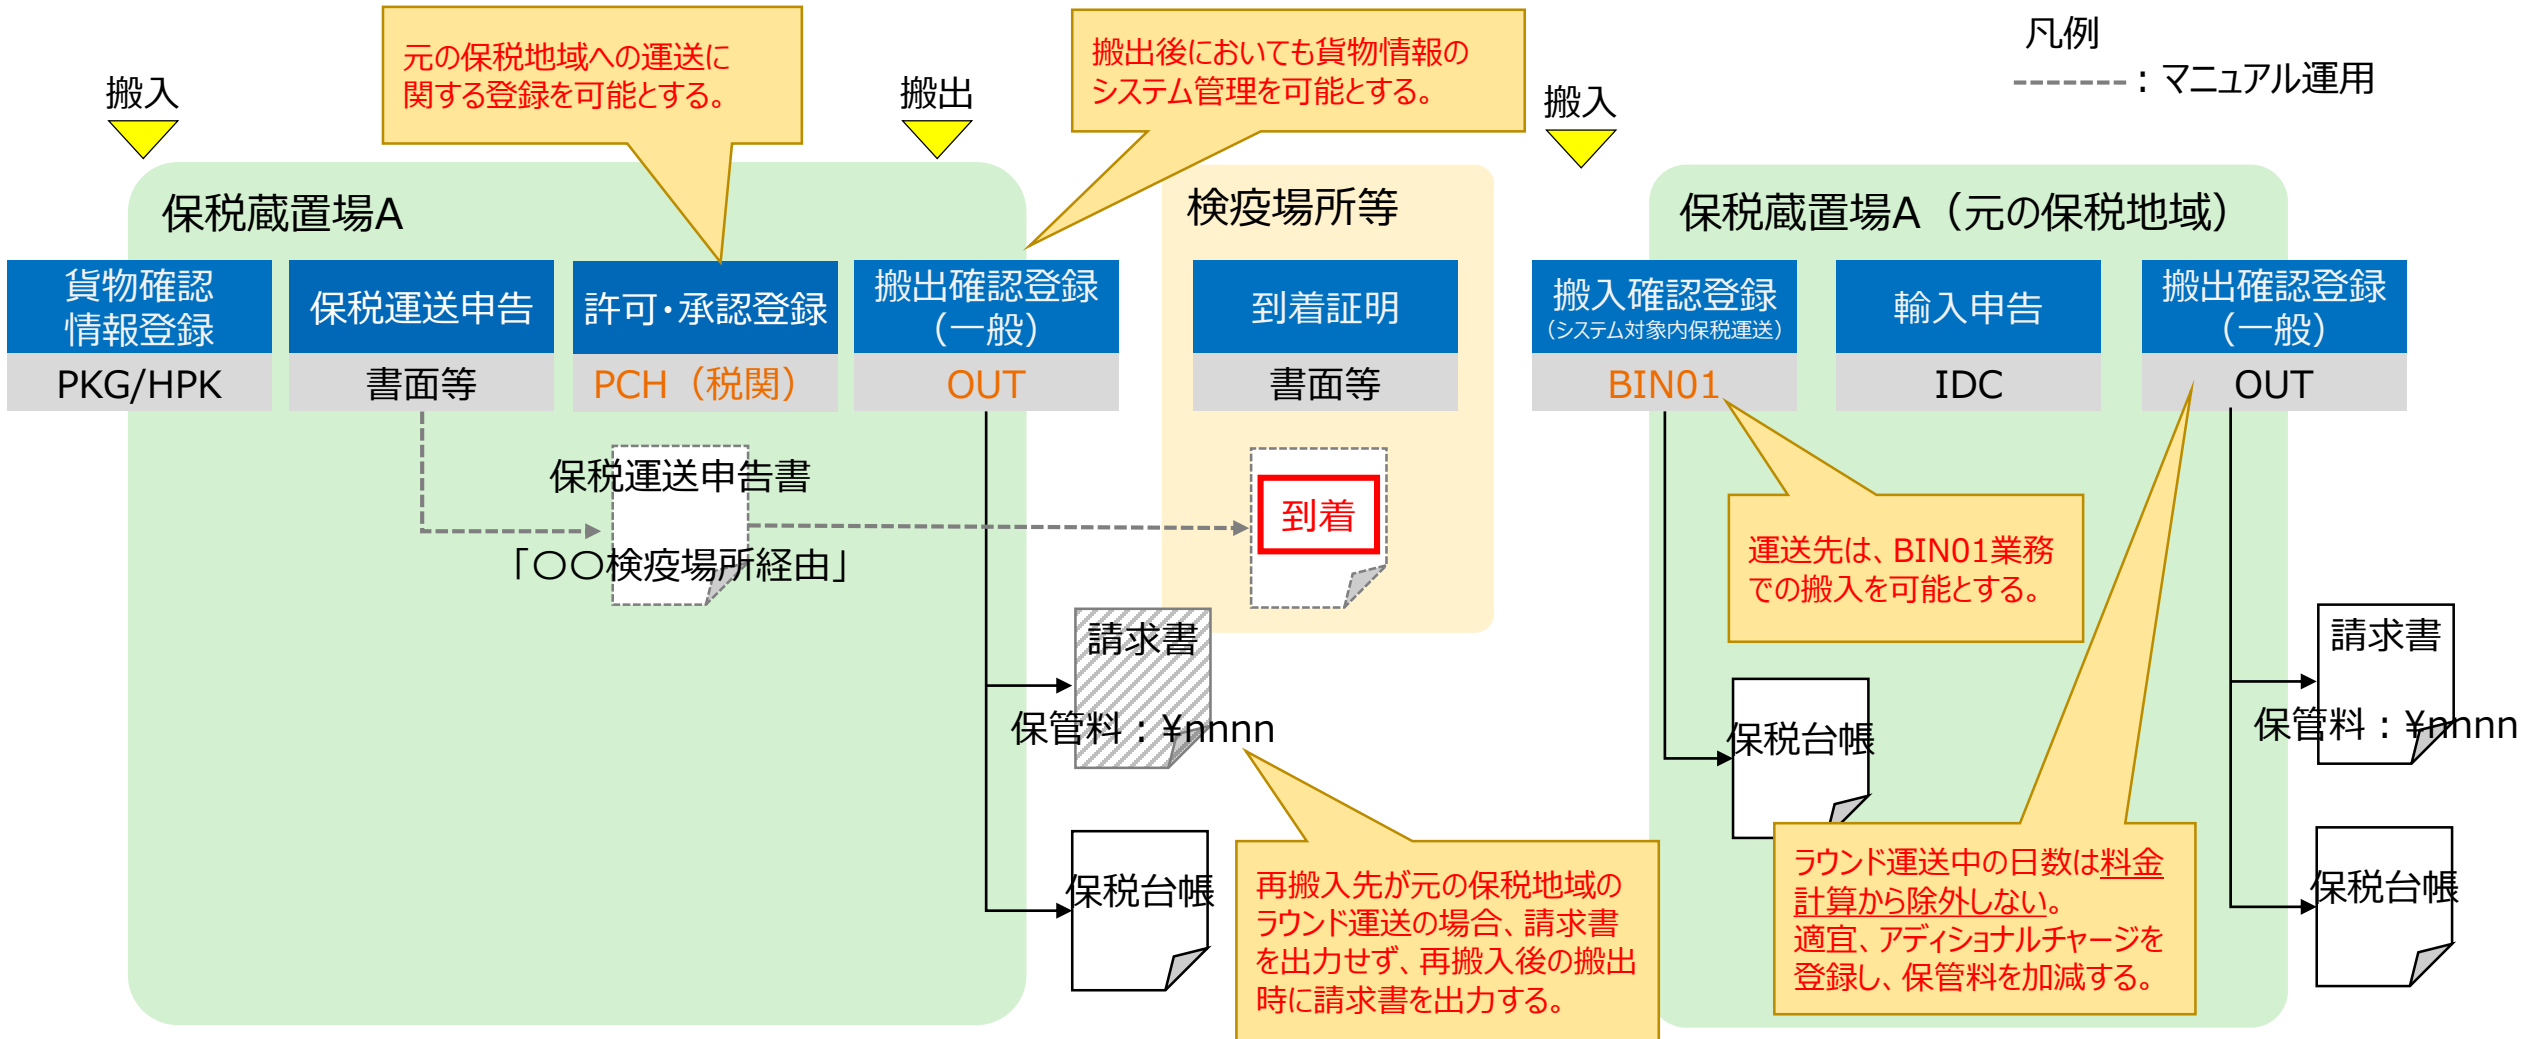 元の保税地域への運送に
関する登録を可能とする。
搬出後においても貨物情報の
システム管理を可能とする。
凡例
：マニュアル運用
搬入
搬出
搬入
保税蔵置場A
検疫場所等
保税蔵置場A（元の保税地域）
貨物確認
情報登録
PKG/HPK
保税運送申告
書面等
許可・承認登録
PCH（税関）
搬出確認登録
（一般）
OUT
到着証明
書面等
搬入確認登録
（システム対象内保税運送）
BIN01
輸入申告
IDC
搬出確認登録
（一般）
OUT
保税運送申告書
「〇〇検疫場所経由」
到着
運送先は、BIN01業務
での搬入を可能とする。
請求書
保管料：¥nnnn
保税台帳
再搬入先が元の保税地域の
ラウンド運送の場合、請求書
を出力せず、再搬入後の搬出
時に請求書を出力する。
保税台帳
ラウンド運送中の日数は料金
計算から除外しない。
適宜、アディショナルチャージを
登録し、保管料を加減する。
請求書
保管料：¥nnnn
保税台帳